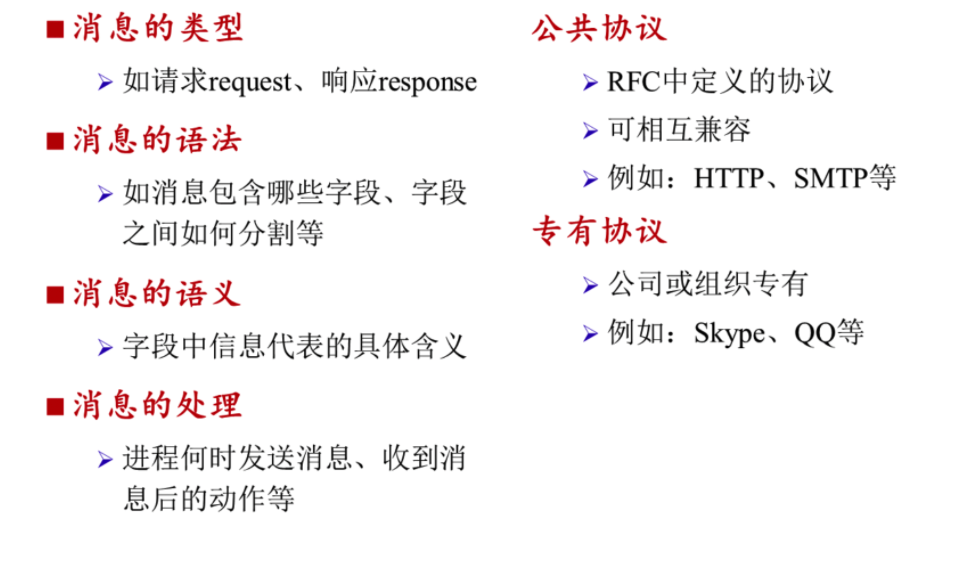 消息的类型
如请求request、响应response
消息的语法
如消息包含哪些字段、字段
之间如何分割等
消息的语义
字段中信息代表的具体含义
消息的处理
进程何时发送消息、收到消
息后的动作等
公共协议
RFC中定义的协议
可相互兼容
例如：HTTP、SMTP等
专有协议
公司或组织专有
例如：Skype、QQ等